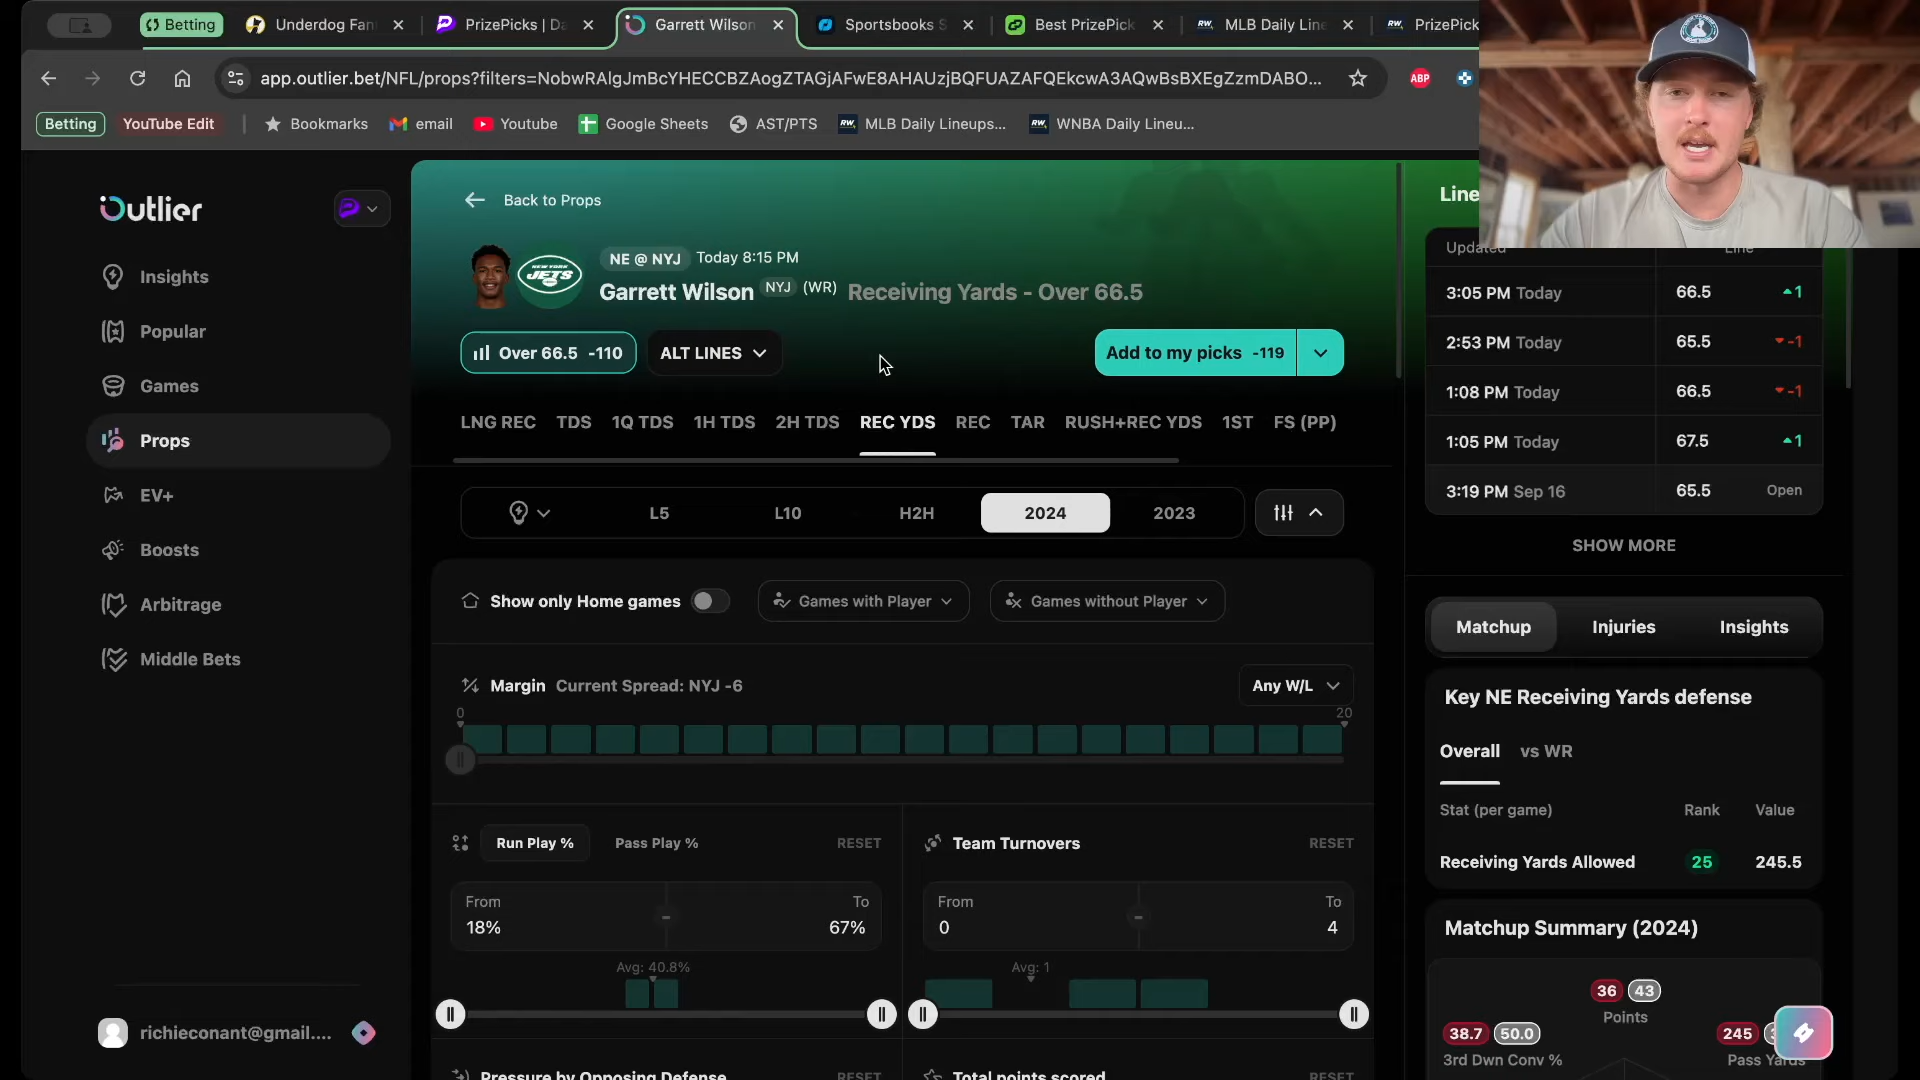 Betting
Underdog Fan
PrizePicks | Da
Garrett Wilson
Sportsbooks S
Best PrizePick
MLB Daily Line
PrizePick
app.outlier.bet/NFL/props?filters=NobwRAlgJmBcYHECCBZAogZTAGjAFwE8AHAUzjBQFUAZAFQEkcwA3AQwBsBXEgZzmDABO...
ABP
Betting
YouTube Edit
Bookmarks
email
Youtube
Google Sheets
AST/PTS
RW MLB Daily Lineups...
RW WNBA Daily Lineu...
Outlier
Insights
Popular
Games
Props
EV+
Boosts
Arbitrage
Middle Bets
richieconant@gmail....
Back to Props
NE @ NYJ Today 8:15 PM
NEW YORK JETS
Garrett Wilson NYJ (WR) Receiving Yards - Over 66.5
Over 66.5 -110
ALT LINES
Add to my picks -119
LNG REC TDS 1Q TDS 1H TDS 2H TDS REC YDS REC TAR RUSH+REC YDS 1ST FS (PP)
L5 L10 H2H 2024 2023
Show only Home games
Games with Player
Games without Player
Margin Current Spread: NYJ -6
Any W/L
0 20
Run Play % Pass Play % RESET
From To
18% - 67%
Avg: 40.8%
Team Turnovers RESET
From To
0 - 4
Avg: 1
Pressure by Opposing Defense RESET
Total points scored RESET
Line
Updated Line
3:05 PM Today 66.5 1
2:53 PM Today 65.5 -1
1:08 PM Today 66.5 -1
1:05 PM Today 67.5 1
3:19 PM Sep 16 65.5 Open
SHOW MORE
Matchup Injuries Insights
Key NE Receiving Yards defense
Overall vs WR
Stat (per game) Rank Value
Receiving Yards Allowed 25 245.5
Matchup Summary (2024)
36 43
Points
38.7 50.0
3rd Dwn Conv %
245
Pass Yards